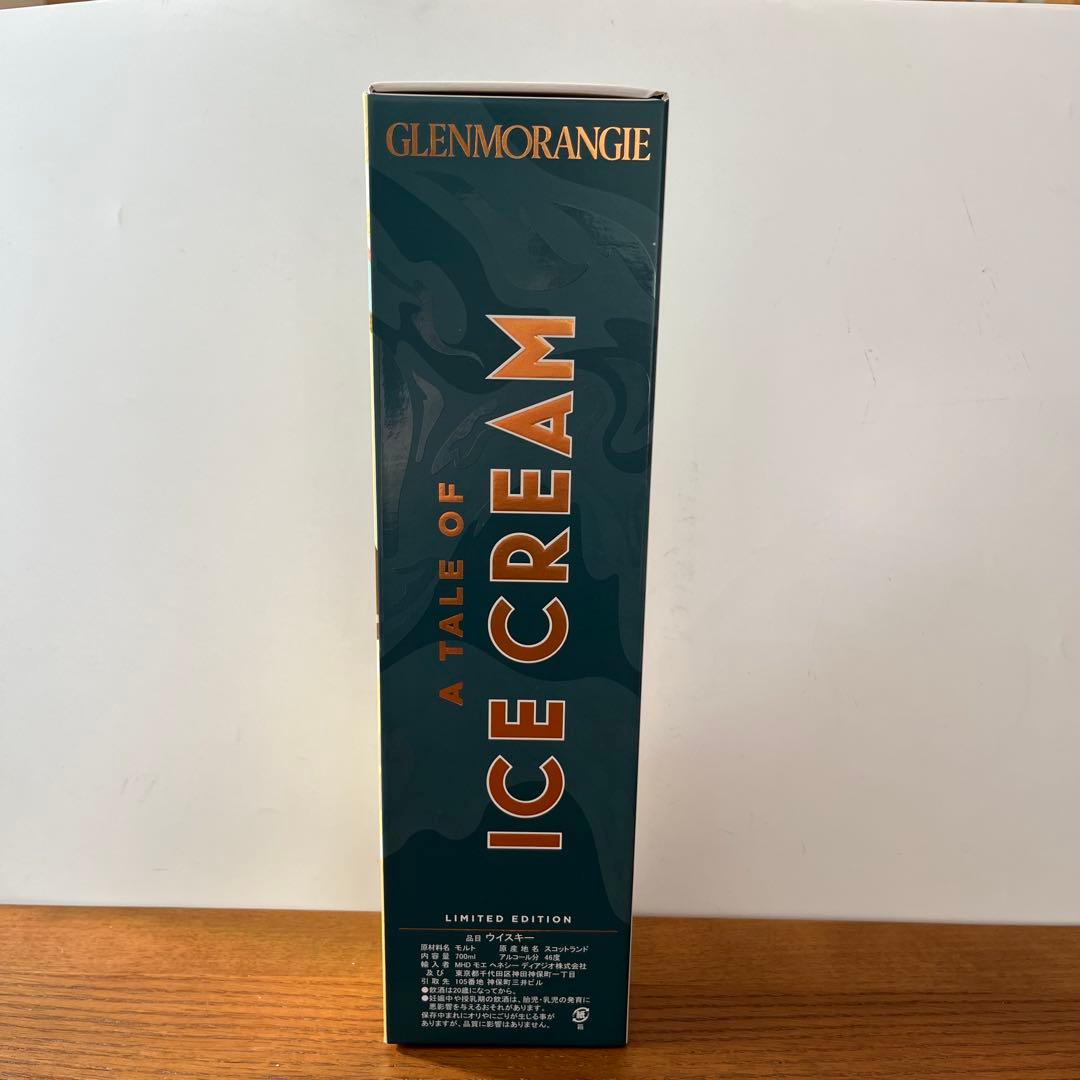 GLENMORANGIE
A TALE OF
ICE CREAM
LIMITED EDITION
品目 ウイスキー
原材料名 モルト 原産地名 スコットランド
内容量 700ml アルコール分 46度
輸入者 MHD モエ ヘネシー ディアジオ株式会社
及び 東京都千代田区神田神保町一丁目
引取先 105番地 神保町三井ビル
●飲酒は20歳になってから。
●妊娠中や授乳期の飲酒は、胎児・乳児の発育に
悪影響を与えるおそれがあります。
保存中まれにオリやにごりが生じる事が
ありますが、品質に影響はありません。
紙
箱